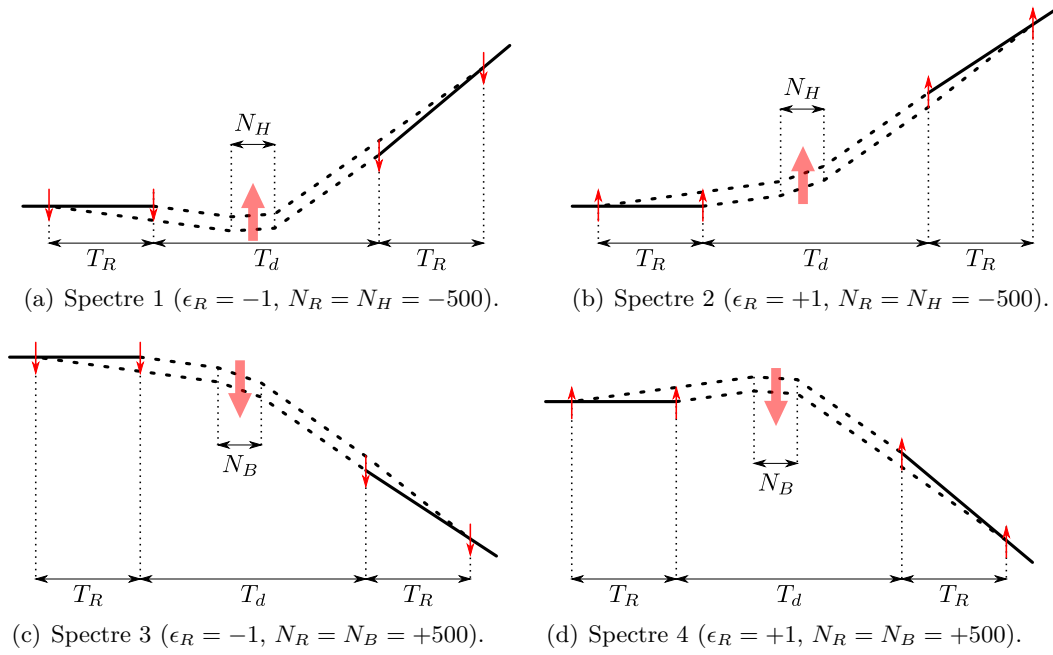 N_H
T_R T_d T_R
(a) Spectre 1 (ϵ_R = −1, N_R = N_H = −500).
N_H
T_R T_d T_R
(b) Spectre 2 (ϵ_R = +1, N_R = N_H = −500).
N_B
T_R T_d T_R
(c) Spectre 3 (ϵ_R = −1, N_R = N_B = +500).
N_B
T_R T_d T_R
(d) Spectre 4 (ϵ_R = +1, N_R = N_B = +500).